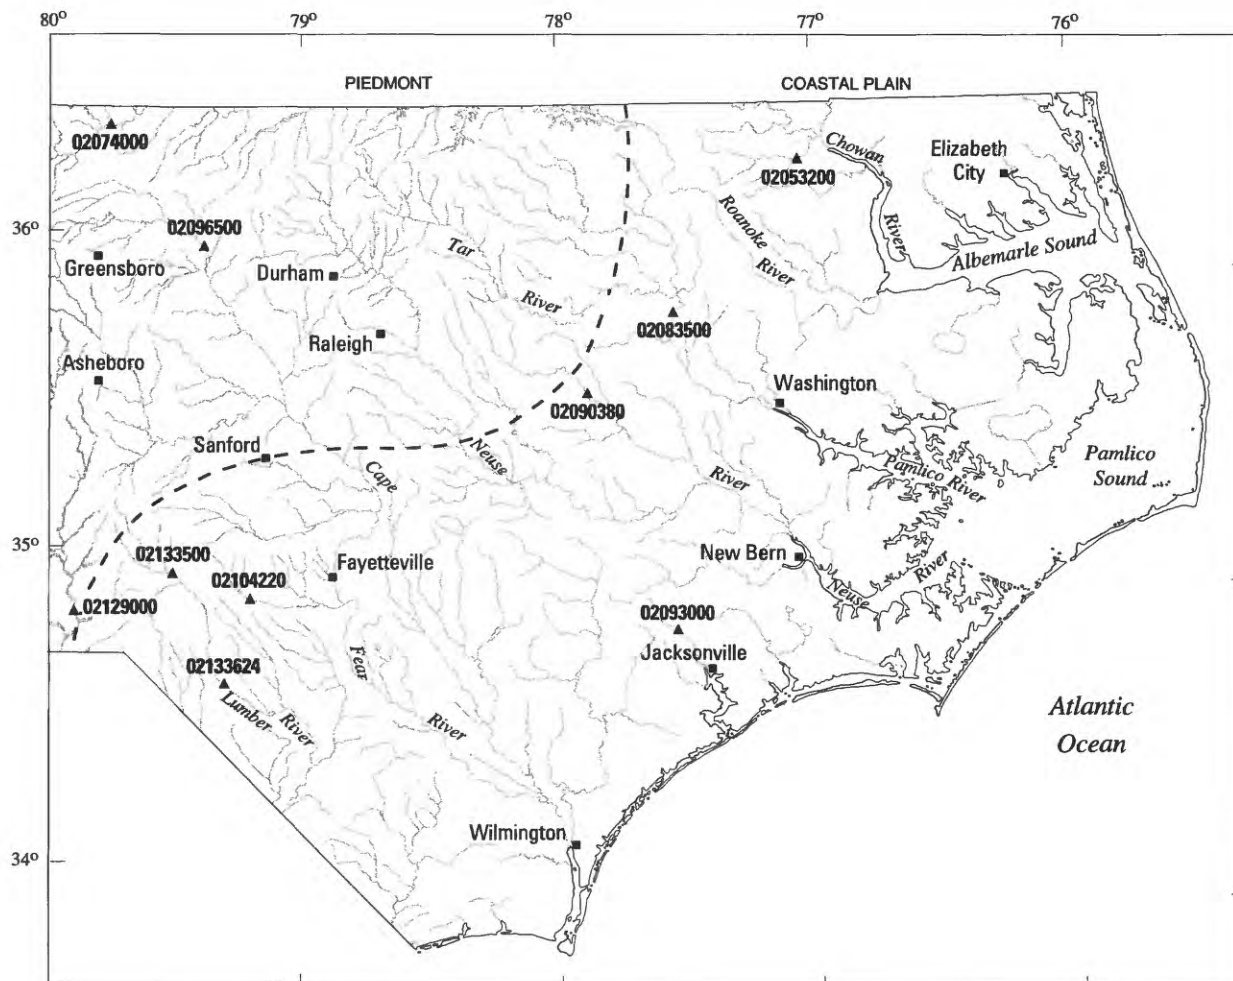 80°
79°
78°
77°
76°
PIEDMONT
COASTAL PLAIN
02074000
Chowan
River
Elizabeth
City
02053200
36°
02096500
Greensboro
Durham
Tar
River
Roanoke
River
Albemarle Sound
Raleigh
02083500
Asheboro
02090380
Washington
Sanford
Cape
Neuse
River
Pamlico River
Pamlico
Sound
35°
02133500
02104220
Fayetteville
New Bern
Neuse
River
02129000
02093000
Jacksonville
02133624
Lumber
River
Fear
River
Atlantic
Ocean
Wilmington
34°